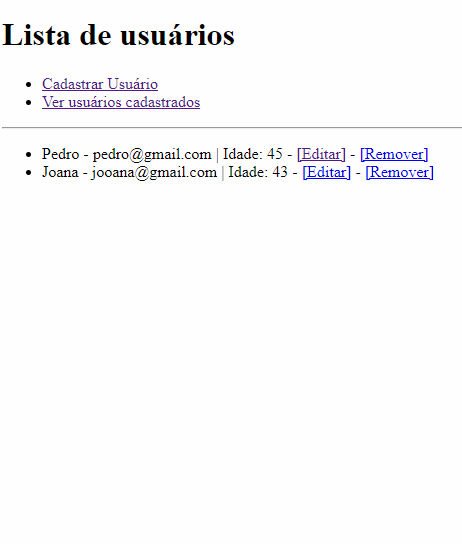 Lista de usuários
Cadastrar Usuário
Ver usuários cadastrados
Pedro - pedro@gmail.com | Idade: 45 - [Editar] - [Remover]
Joana - jooana@gmail.com | Idade: 43 - [Editar] - [Remover]